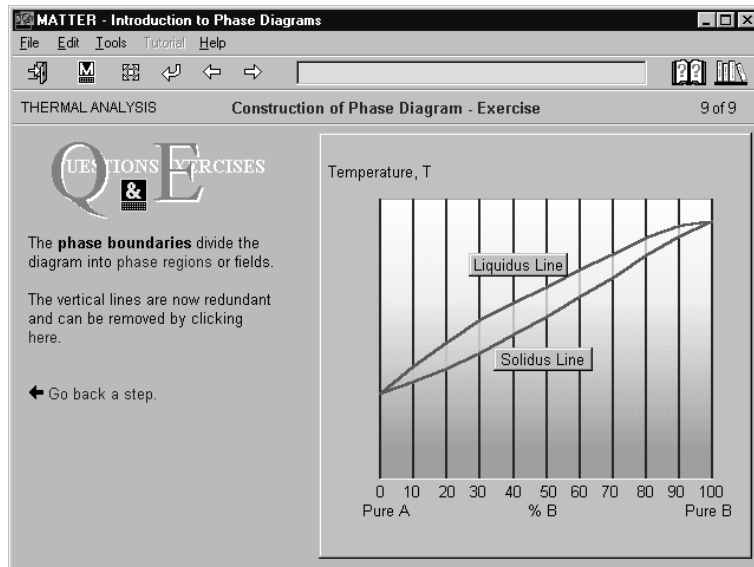 MATTER - Introduction to Phase Diagrams
File Edit Tools Tutorial Help
THERMAL ANALYSIS
Construction of Phase Diagram - Exercise
9 of 9
QUESTIONS & EXERCISES
The phase boundaries divide the
diagram into phase regions or fields.
The vertical lines are now redundant
and can be removed by clicking
here.
Go back a step.
Temperature, T
Liquidus Line
Solidus Line
0 10 20 30 40 50 60 70 80 90 100
Pure A % B Pure B